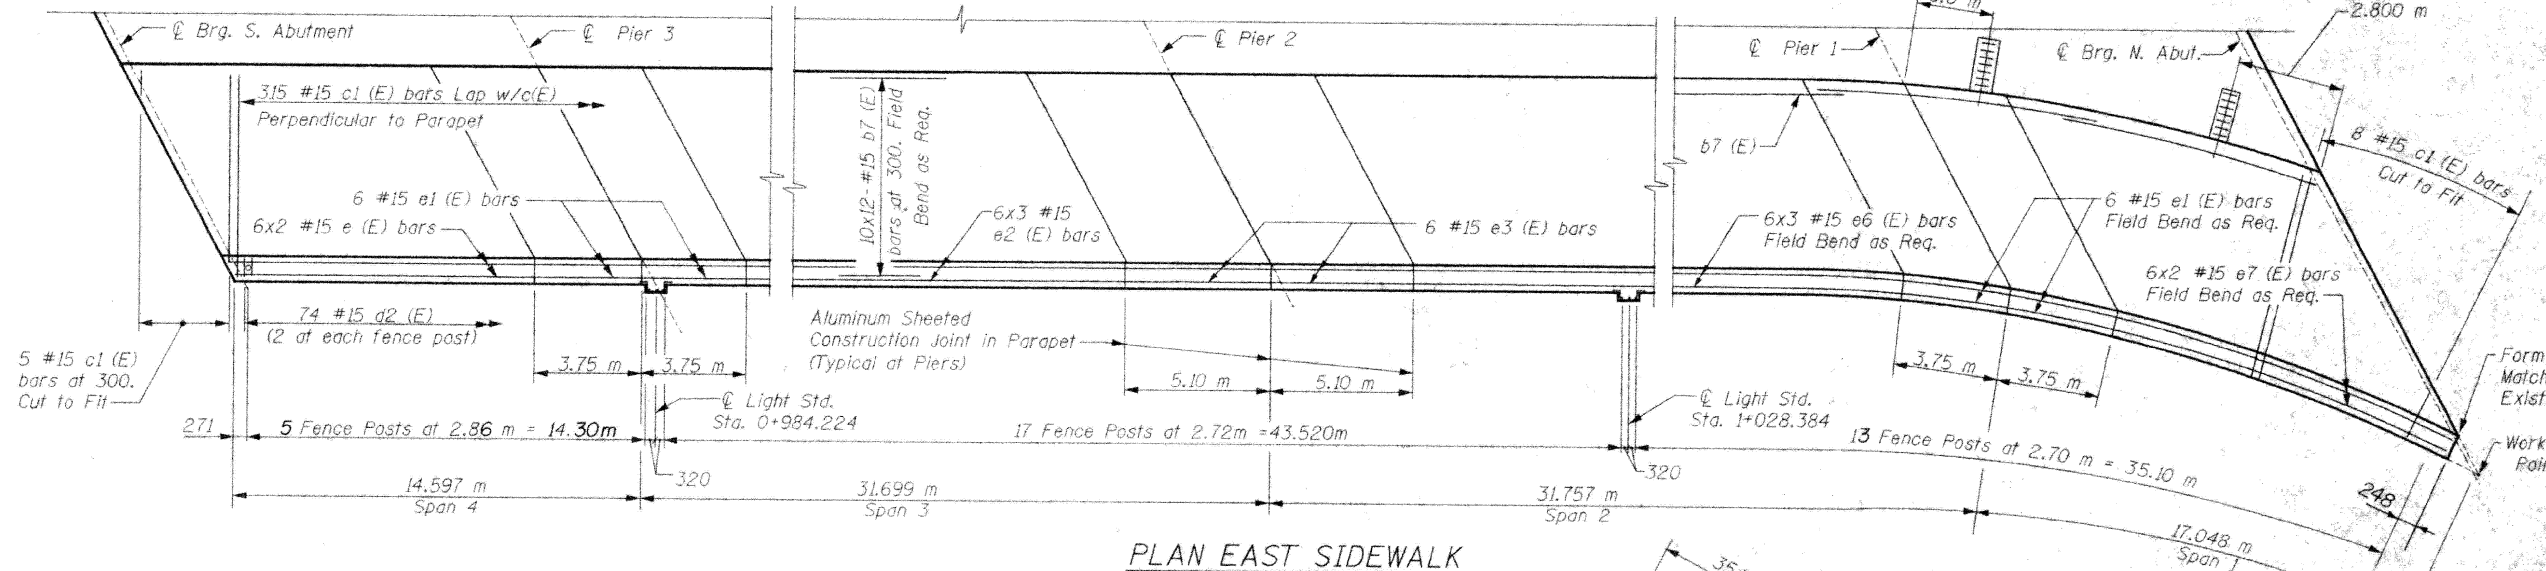 ℄ Brg. S. Abutment
℄ Pier 3
℄ Pier 2
℄ Pier 1
℄ Brg. N. Abut.
2.800 m
315 #15 c1 (E) bars Lap w/c(E)
Perpendicular to Parapet
10x12-#15 b7 (E)
bars at 300. Field
Bend as Req.
b7 (E)
8 #15 c1 (E) bars
Cut to Fit
6 #15 e1 (E) bars
6x2 #15 e (E) bars
6x3 #15
e2 (E) bars
6 #15 e3 (E) bars
6x3 #15 e6 (E) bars
Field Bend as Req.
6 #15 e1 (E) bars
Field Bend as Req.
6x2 #15 e7 (E) bars
Field Bend as Req.
74 #15 d2 (E)
(2 at each fence post)
Aluminum Sheeted
Construction Joint in Parapet
(Typical at Piers)
5 #15 c1 (E)
bars at 300.
Cut to Fit
3.75 m
3.75 m
5.10 m
5.10 m
3.75 m
3.75 m
Form
Match
Exist
℄ Light Std.
Sta. 0+984.224
℄ Light Std.
Sta. 1+028.384
271
5 Fence Posts at 2.86 m = 14.30m
17 Fence Posts at 2.72m =43.520m
13 Fence Posts at 2.70 m = 35.10 m
Work
320
320
248
14.597 m
Span 4
31.699 m
Span 3
31.757 m
Span 2
17.048 m
Span 1
PLAN EAST SIDEWALK